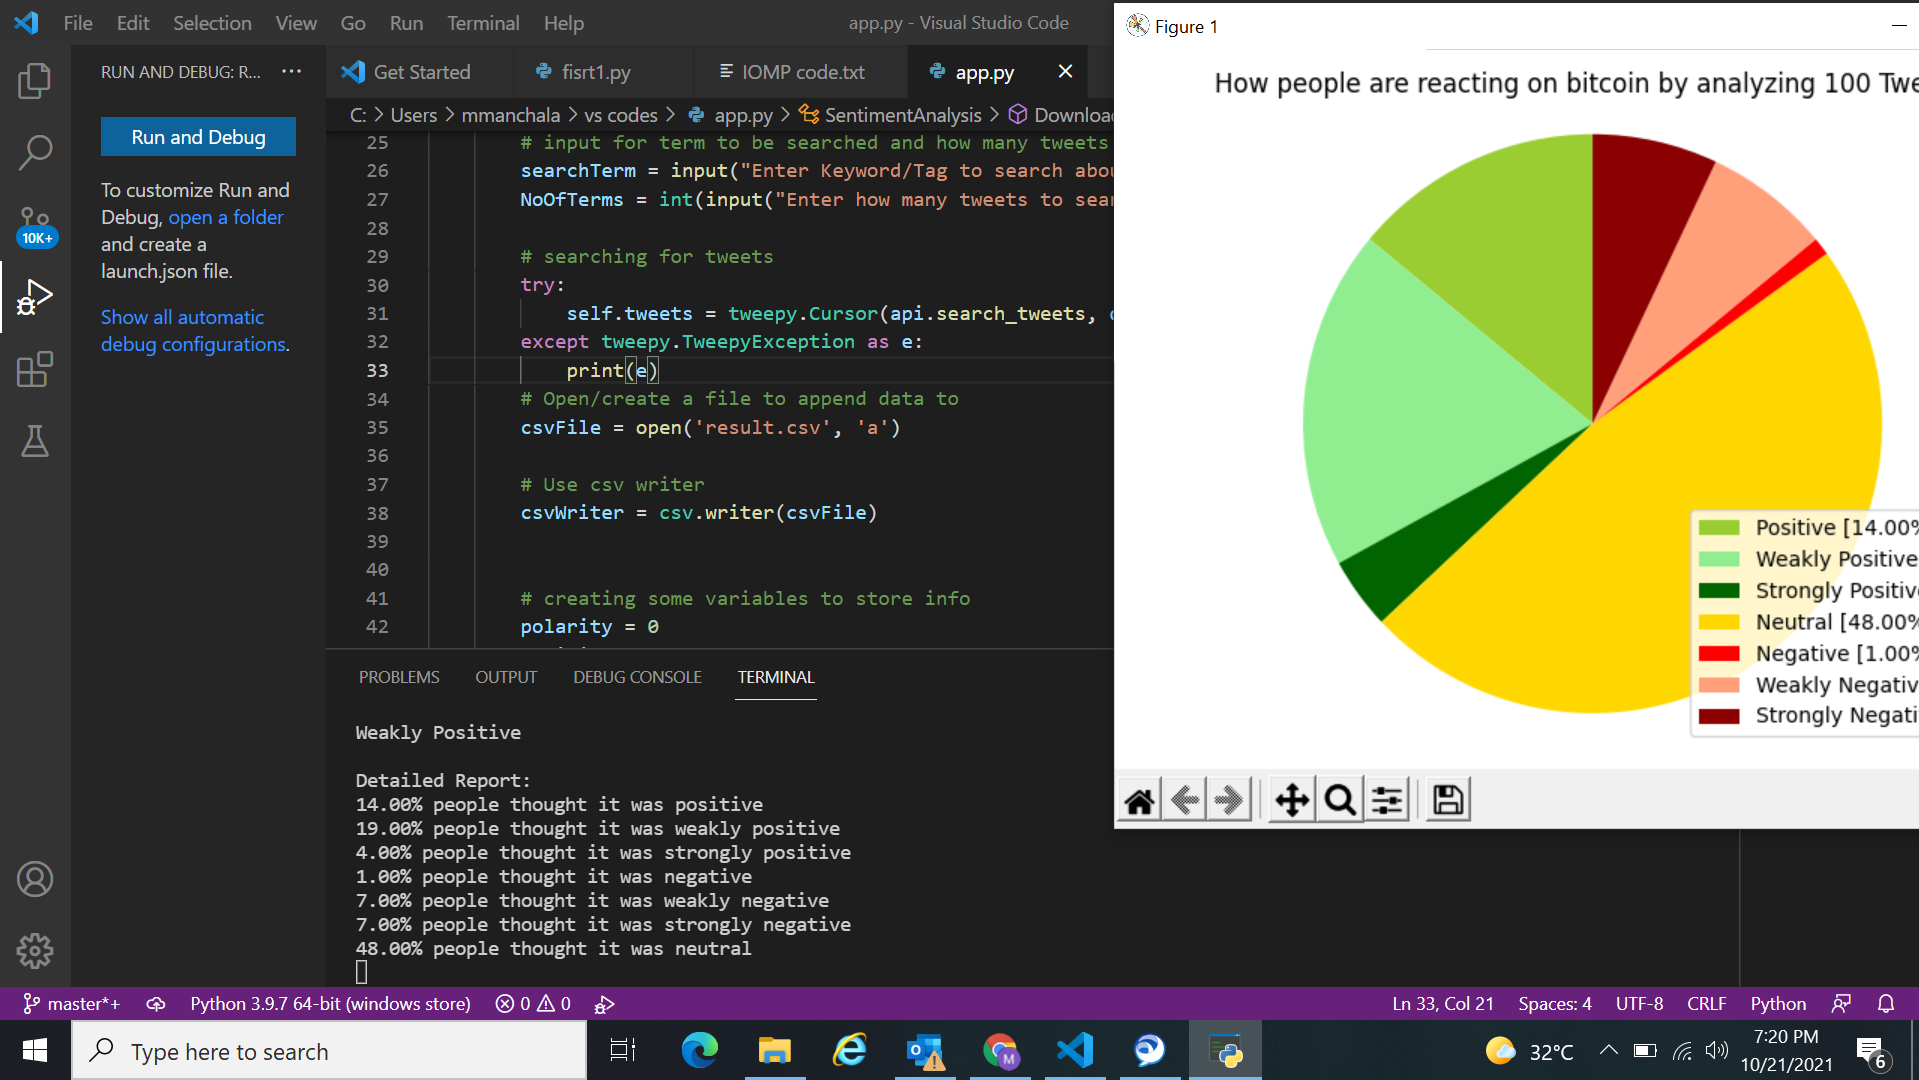 File Edit Selection View Go Run Terminal Help
app.py - Visual Studio Code
RUN AND DEBUG: R... ...
Run and Debug
To customize Run and
Debug, open a folder
and create a
launch.json file.
Show all automatic
debug configurations.
10K+
Get Started fisrt1.py IOMP code.txt app.py
C: > Users > mmanchala > vs codes > app.py > SentimentAnalysis >
25 # input for term to be searched and how many tweets
26 searchTerm = input("Enter Keyword/Tag to search
27 NoOfTerms = int(input("Enter how many tweets to
28
29 # searching for tweets
30 try:
31 self.tweets = tweepy.Cursor(api.search_tweets,
32 except tweepy.TweepyException as e:
33 print(e)
34 # Open/create a file to append data to
35 csvFile = open('result.csv', 'a')
36
37 # Use csv writer
38 csvWriter = csv.writer(csvFile)
39
40
41 # creating some variables to store info
42 polarity = 0
PROBLEMS OUTPUT DEBUG CONSOLE TERMINAL
Weakly Positive
Detailed Report:
14.00% people thought it was positive
19.00% people thought it was weakly positive
4.00% people thought it was strongly positive
1.00% people thought it was negative
7.00% people thought it was weakly negative
7.00% people thought it was strongly negative
48.00% people thought it was neutral
Figure 1
How people are reacting on bitcoin by analyzing 100
Positive [14.00%
Weakly Positive
Strongly
Neutral [48.00%
Negative [1.00%
Weakly
Strongly
master*+ Python 3.9.7 64-bit (windows store) 0 0
Ln 33, Col 21 Spaces: 4 UTF-8 CRLF Python
Type here to search
32°C
7:20 PM
10/21/2021
6